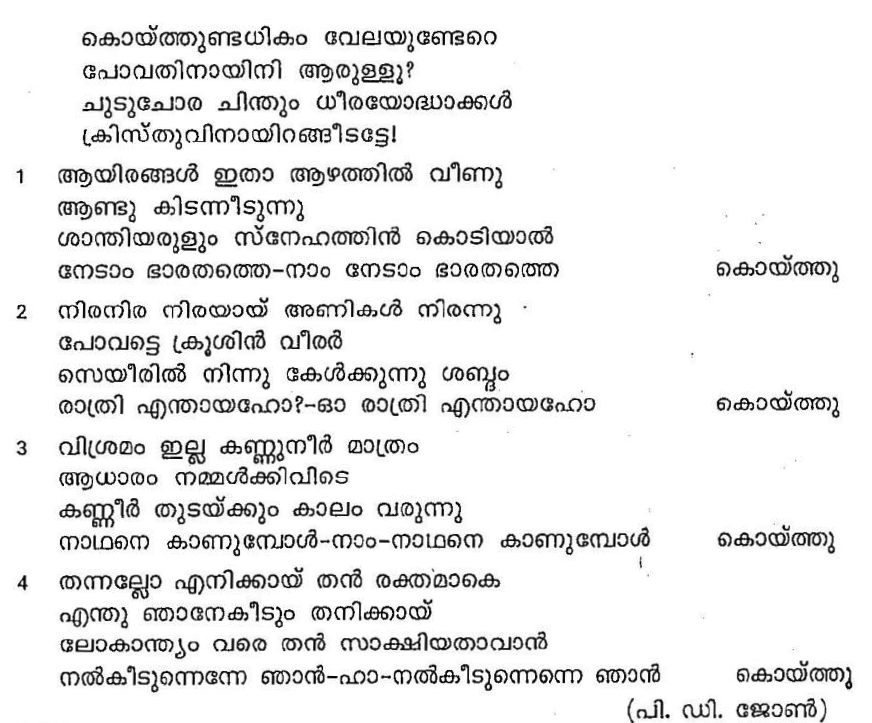 കൊയ്ത്തുണ്ടധികം വേലയുണ്ടേറെ
പോവതിനായിനി ആരുള്ളൂ?
ചുടുചോര ചിന്തും ധീരയോദ്ധാക്കൾ
ക്രിസ്തുവിനായിറങ്ങീടട്ടേ!
1 ആയിരങ്ങൾ ഇതാ ആഴത്തിൽ വീണു
ആണ്ടു കിടന്നീടുന്നു
ശാന്തിയരുളും സ്നേഹത്തിൻ കൊടിയാൽ
നേടാം ഭാരതത്തെ-നാം നേടാം ഭാരതത്തെ കൊയ്ത്തു
2 നിരനിര നിരയായ് അണികൾ നിരന്നു
പോവട്ടെ ക്രൂശിൻ വീരർ
സെയീരിൽ നിന്നു കേൾക്കുന്നു ശബ്ദം
രാത്രി എന്തായഹോ?-ഓ രാത്രി എന്തായഹോ കൊയ്ത്തു
3 വിശ്രമം ഇല്ല കണ്ണുനീർ മാത്രം
ആധാരം നമ്മൾക്കിവിടെ
കണ്ണീർ തുടയ്ക്കും കാലം വരുന്നു
നാഥനെ കാണുമ്പോൾ-നാം-നാഥനെ കാണുമ്പോൾ കൊയ്ത്തു
4 തന്നല്ലോ എനിക്കായ് തൻ രക്തമാകെ
എന്തു ഞാനേകീടും തനിക്കായ്
ലോകാന്ത്യം വരെ തൻ സാക്ഷിയതാവാൻ
നൽകീടുന്നെന്നേ ഞാൻ-ഹാ-നൽകീടുന്നെന്നെ ഞാൻ കൊയ്ത്തു
(പി. ഡി. ജോൺ)